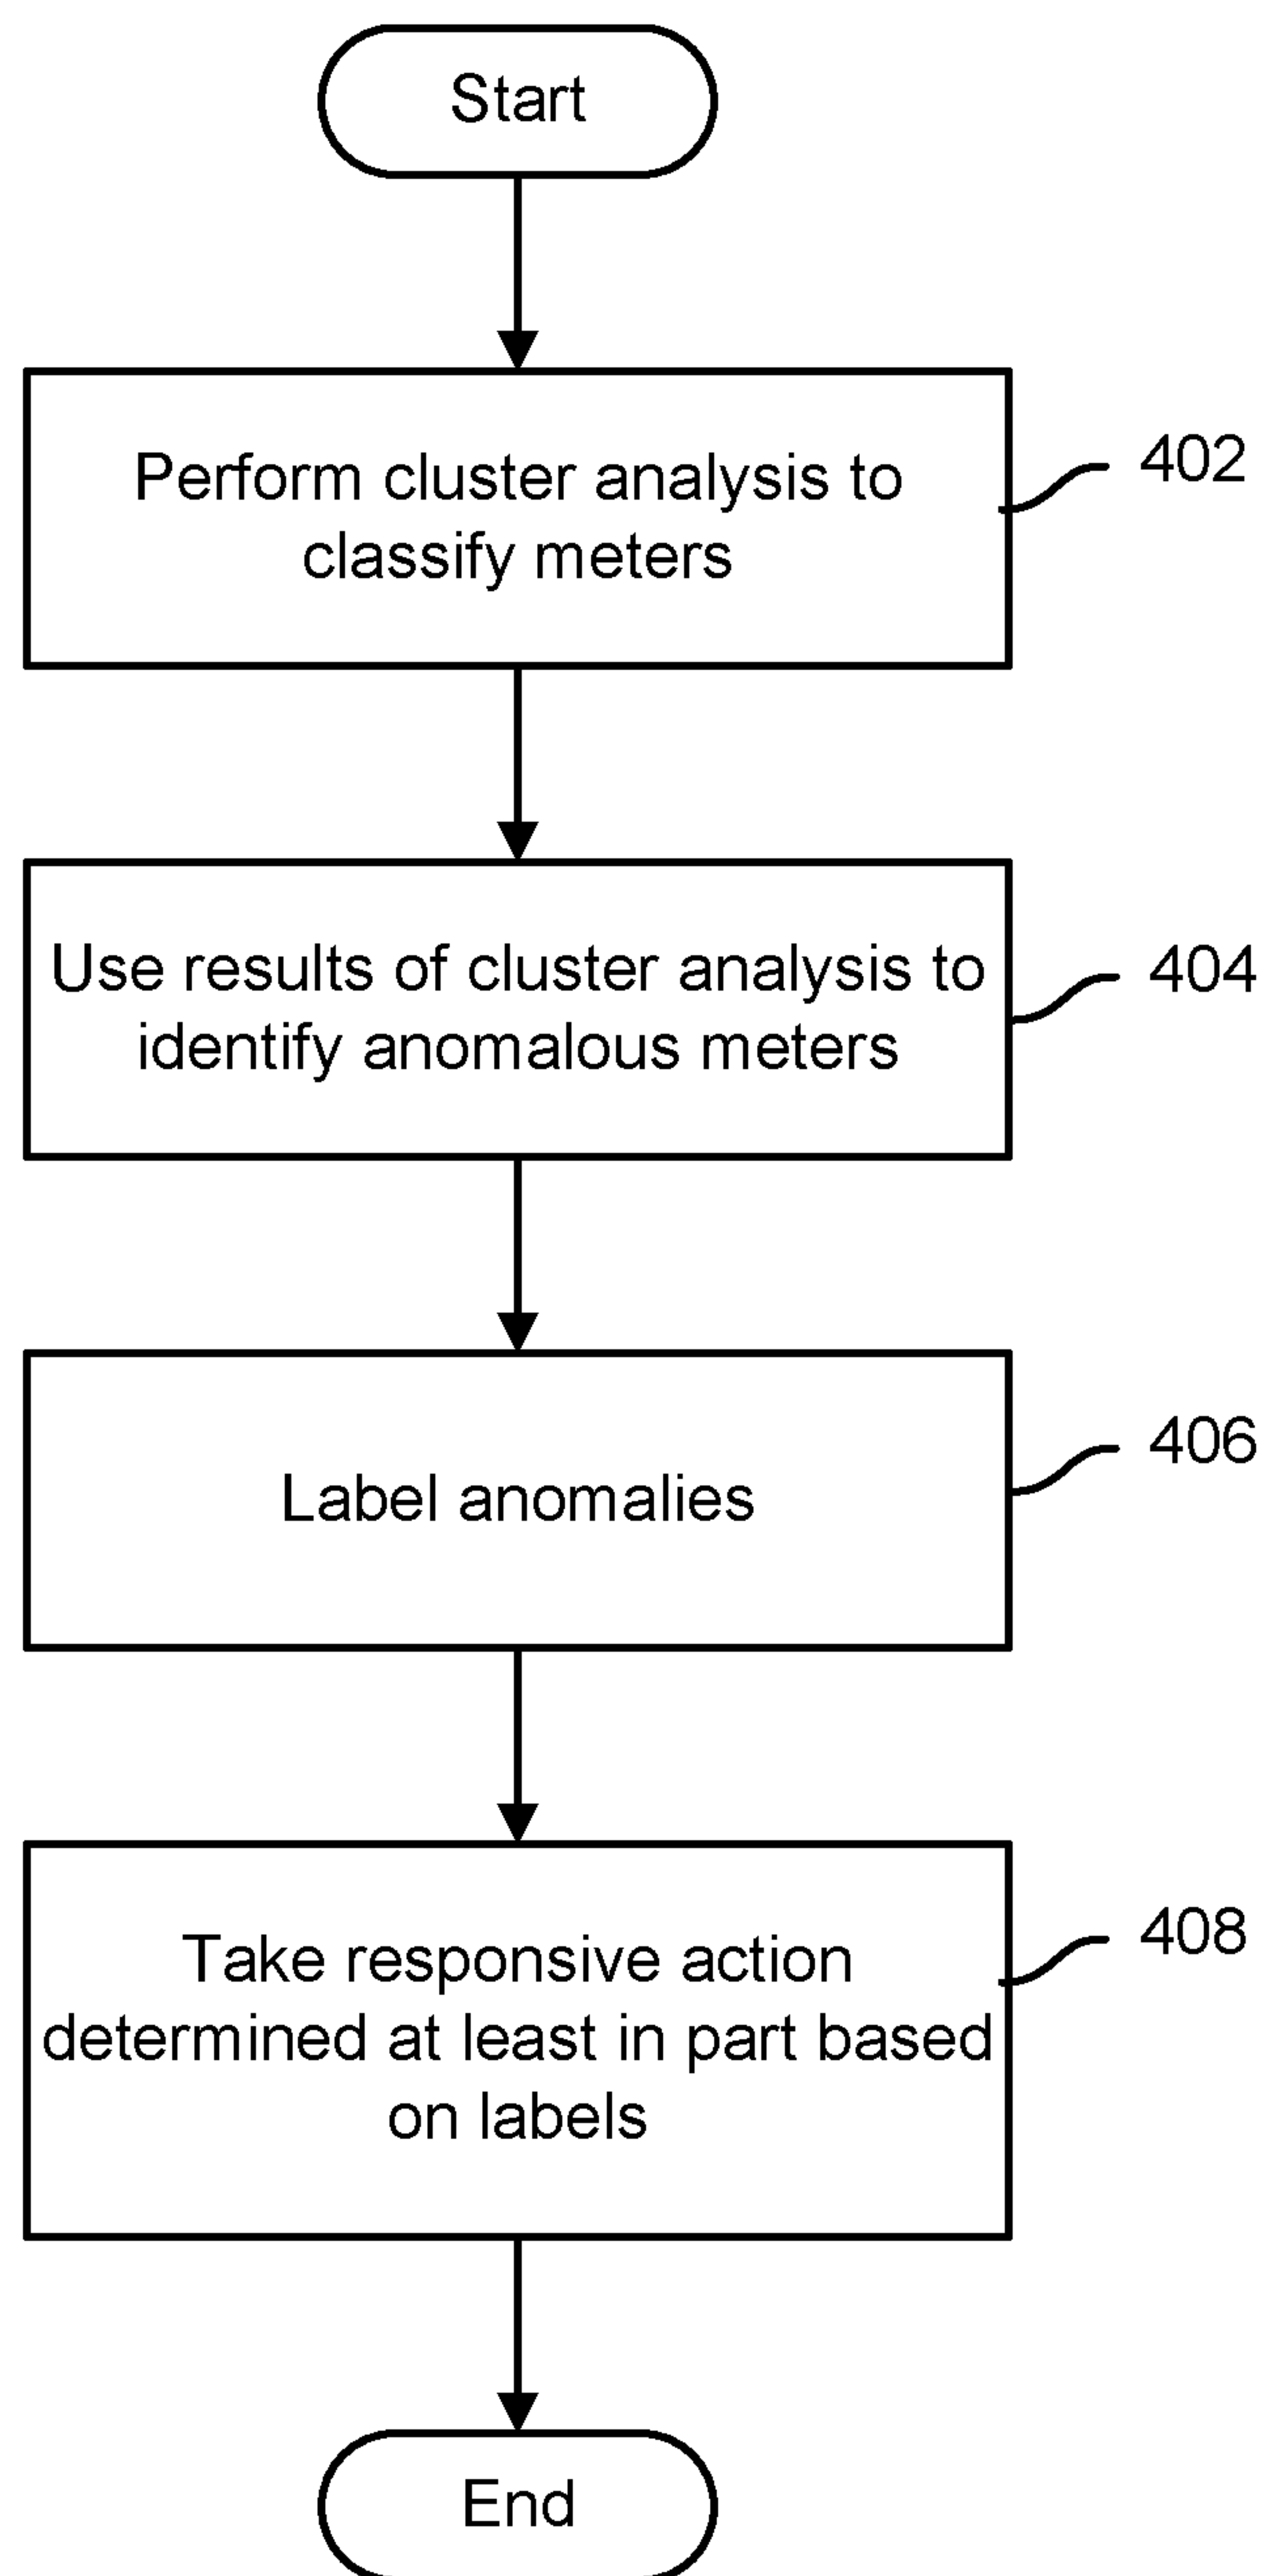 Start
Perform cluster analysis to
classify meters
402
Use results of cluster analysis to
identify anomalous meters
404
Label anomalies
406
Take responsive action
determined at least in part based
on labels
408
End